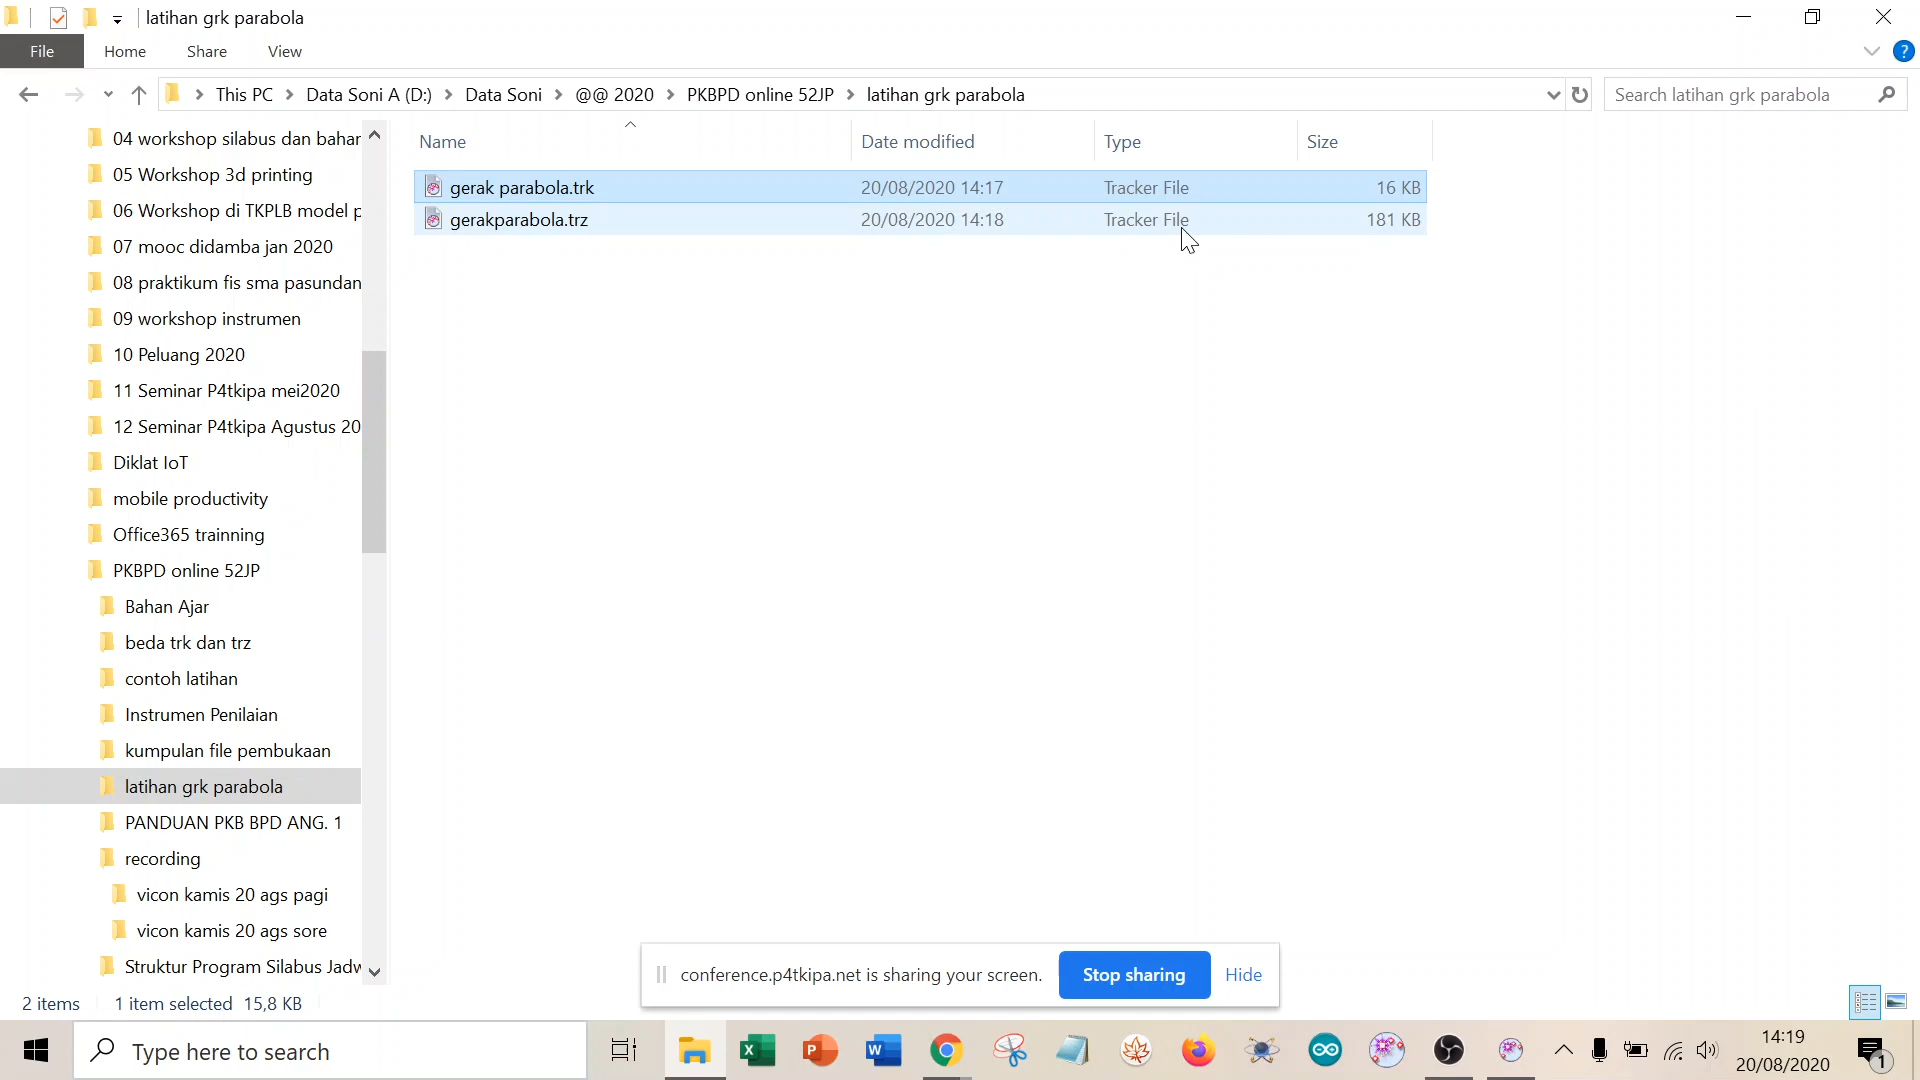 latihan grk parabola
File Home Share View
This PC Data Soni A (D:) Data Soni @@ 2020 PKBPD online 52JP latihan grk parabola
Search latihan grk parabola
04 workshop silabus dan bahar
05 Workshop 3d printing
06 Workshop di TKPLB model p
07 mooc didamba jan 2020
08 praktikum fis sma pasundan
09 workshop instrumen
10 Peluang 2020
11 Seminar P4tkipa mei2020
12 Seminar P4tkipa Agustus 20
Diklat IoT
mobile productivity
Office365 trainning
PKBPD online 52JP
Bahan Ajar
beda trk dan trz
contoh latihan
Instrumen Penilaian
kumpulan file pembukaan
latihan grk parabola
PANDUAN PKB BPD ANG. 1
recording
vicon kamis 20 ags pagi
vicon kamis 20 ags sore
Struktur Program Silabus Jadw
Name Date modified Type Size
gerak parabola.trk 20/08/2020 14:17 Tracker File 16 KB
gerakparabola.trz 20/08/2020 14:18 Tracker File 181 KB
conference.p4tkipa.net is sharing your screen. Stop sharing Hide
2 items 1 item selected 15,8 KB
Type here to search
14:19
20/08/2020
1